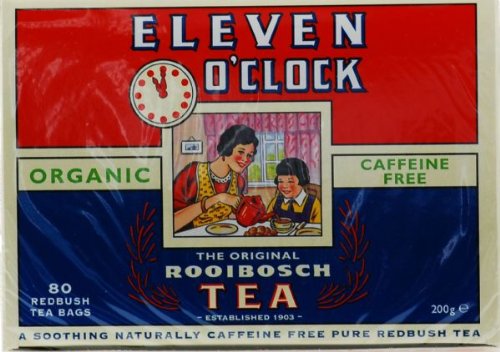 ELEVEN
O'CLOCK
ORGANIC
CAFFEINE
FREE
THE ORIGINAL
ROOIBOSCH
TEA
– ESTABLISHED 1903 –
80
REDBUSH
TEA BAGS
200g e
A SOOTHING NATURALLY CAFFEINE FREE PURE REDBUSH TEA